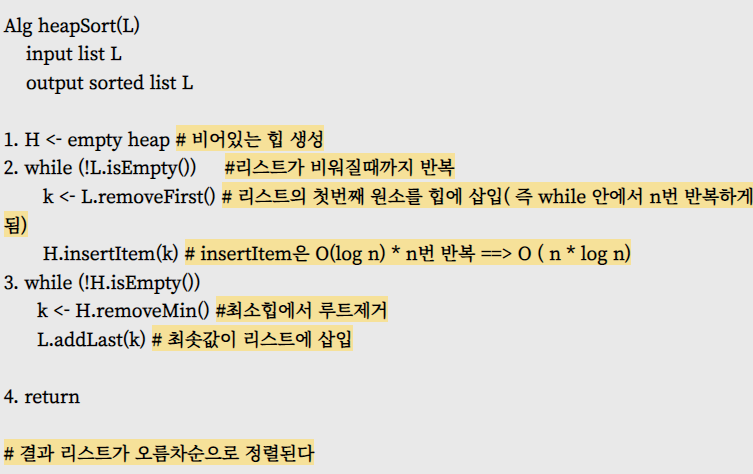 Alg heapSort(L)
input list L
output sorted list L
1. H <- empty heap # 비어있는 힙 생성
2. while (!L.isEmpty()) #리스트가 비워질때까지 반복
k <- L.removeFirst() # 리스트의 첫번째 원소를 힙에 삽입( 즉 while 안에서 n번 반복하게
됨)
H.insertItem(k) # insertItem은 O(log n) * n번 반복 ==> O ( n * log n)
3. while (!H.isEmpty())
k <- H.removeMin() #최소힙에서 루트제거
L.addLast(k) # 최솟값이 리스트에 삽입
4. return
# 결과 리스트가 오름차순으로 정렬된다